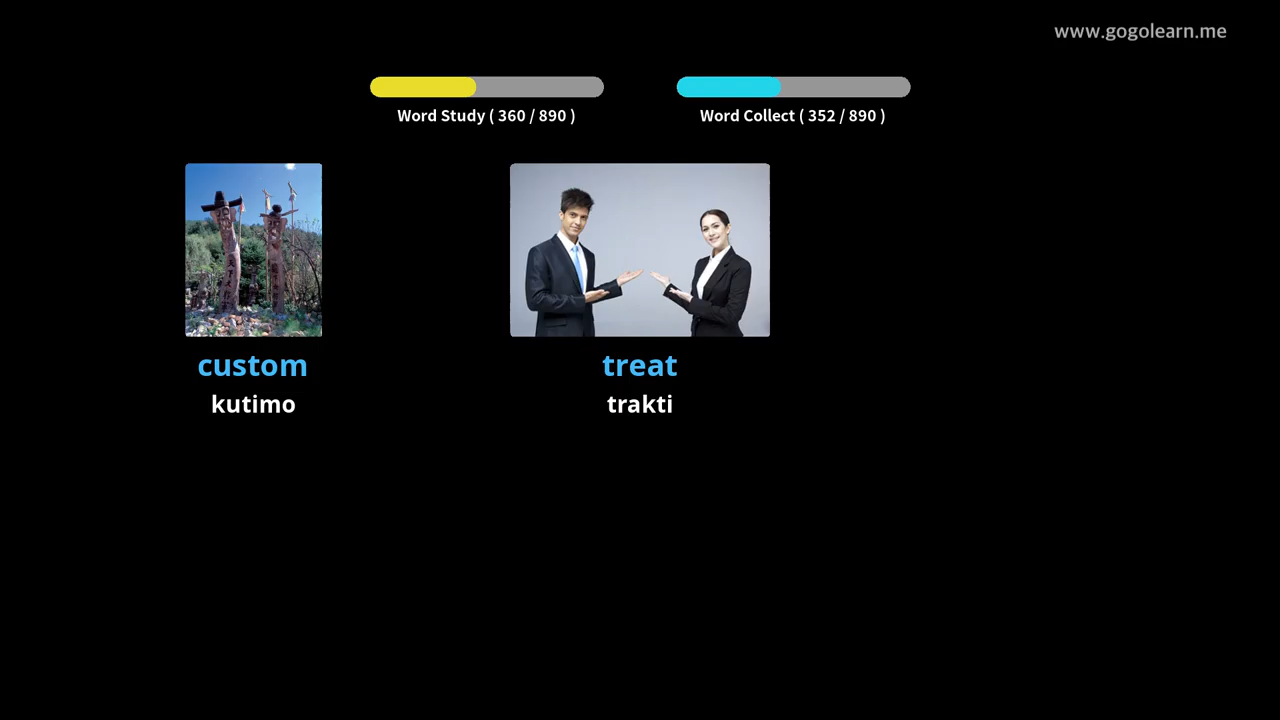 www.gogolearn.me
Word Study ( 360 / 890 )
Word Collect ( 352 / 890 )
custom
kutimo
treat
trakti